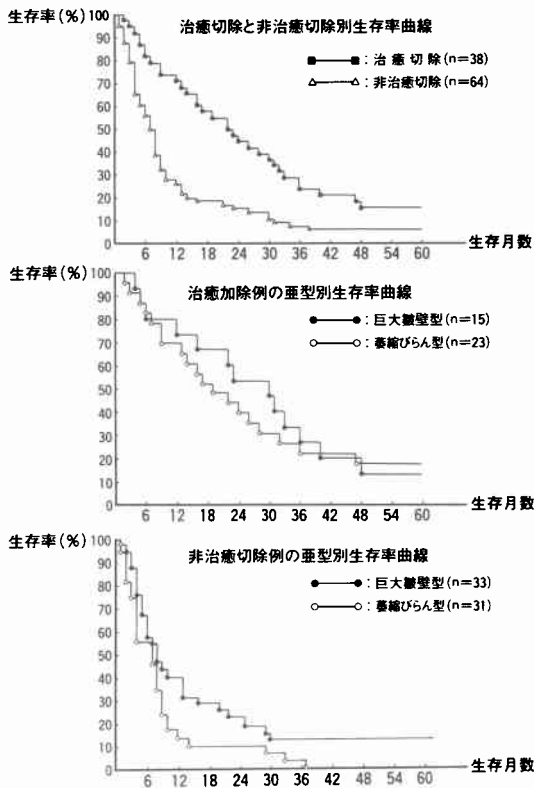 生存率(%)
治癒切除と非治癒切除別生存率曲線
■: 治癒切除(n=38)
△: 非治癒切除(n=64)
100
90
80
70
60
50
40
30
20
10
6 12 18 24 30 36 42 48 54 60
生存月数
生存率(%)
治癒加除例の亜型別生存率曲線
●: 巨大皺壁型(n=15)
○: 萎縮びらん型(n=23)
100
90
80
70
60
50
40
30
20
10
6 12 18 24 30 36 42 48 54 60
生存月数
生存率(%)
非治癒切除例の亜型別生存率曲線
●: 巨大皺壁型(n=33)
○: 萎縮びらん型(n=31)
100
90
80
70
60
50
40
30
20
10
6 12 18 24 30 36 42 48 54 60
生存月数